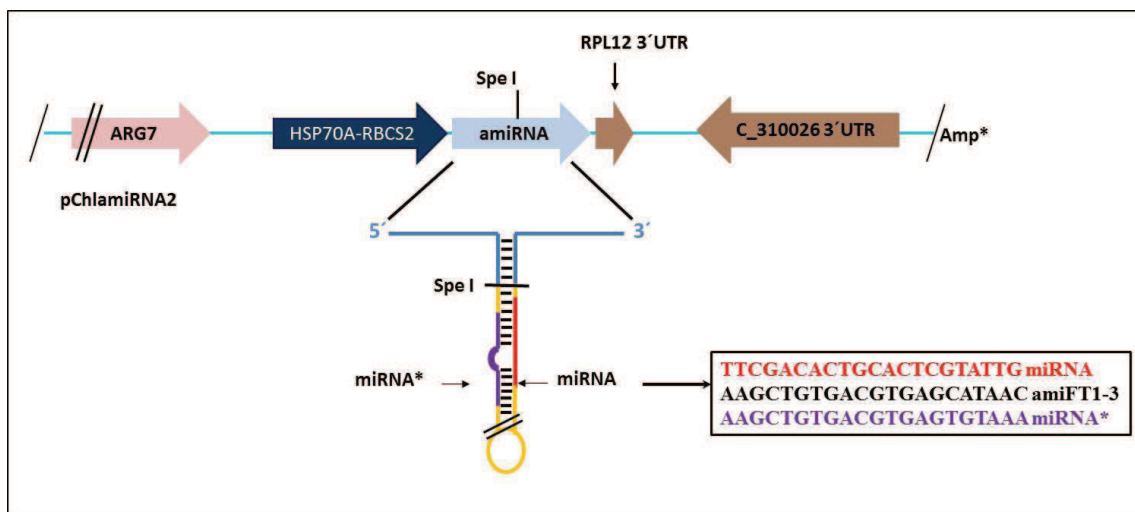 RPL12 3´UTR
Spe I
ARG7
HSP70A-RBCS2
amiRNA
C_310026 3´UTR
Amp*
pChlamiRNA2
5´
3´
Spe I
miRNA*
miRNA
TTCGACACTGCACTCGTATTG miRNA
AAGCTGTGACGTGAGCATAAC amiFT1-3
AAGCTGTGACGTGAGTGTAAA miRNA*